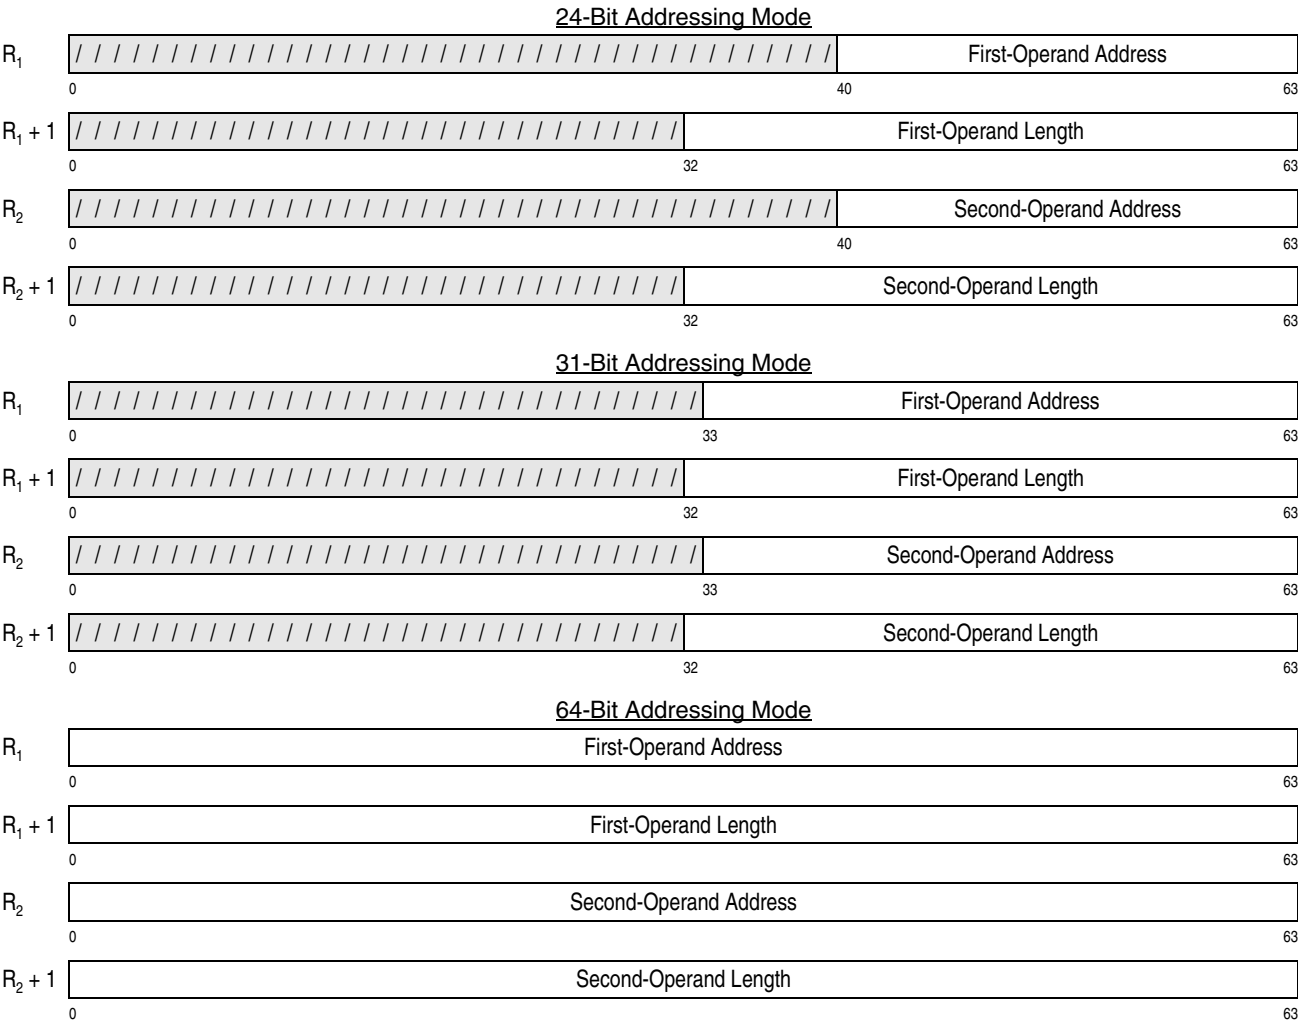 24-Bit Addressing Mode
R1 / / / / / / / / / / / / / / / / / / / / / / / / / / / / / / / / / / / / / / / / First-Operand Address
0 40 63
R1 + 1 / / / / / / / / / / / / / / / / / / / / / / / / / / / / / / / / First-Operand Length
0 32 63
R2 / / / / / / / / / / / / / / / / / / / / / / / / / / / / / / / / / / / / / / / / Second-Operand Address
0 40 63
R2 + 1 / / / / / / / / / / / / / / / / / / / / / / / / / / / / / / / / Second-Operand Length
0 32 63
31-Bit Addressing Mode
R1 / / / / / / / / / / / / / / / / / / / / / / / / / / / / / / / / / First-Operand Address
0 33 63
R1 + 1 / / / / / / / / / / / / / / / / / / / / / / / / / / / / / / / / First-Operand Length
0 32 63
R2 / / / / / / / / / / / / / / / / / / / / / / / / / / / / / / / / / Second-Operand Address
0 33 63
R2 + 1 / / / / / / / / / / / / / / / / / / / / / / / / / / / / / / / / Second-Operand Length
0 32 63
64-Bit Addressing Mode
R1 First-Operand Address
0 63
R1 + 1 First-Operand Length
0 63
R2 Second-Operand Address
0 63
R2 + 1 Second-Operand Length
0 63